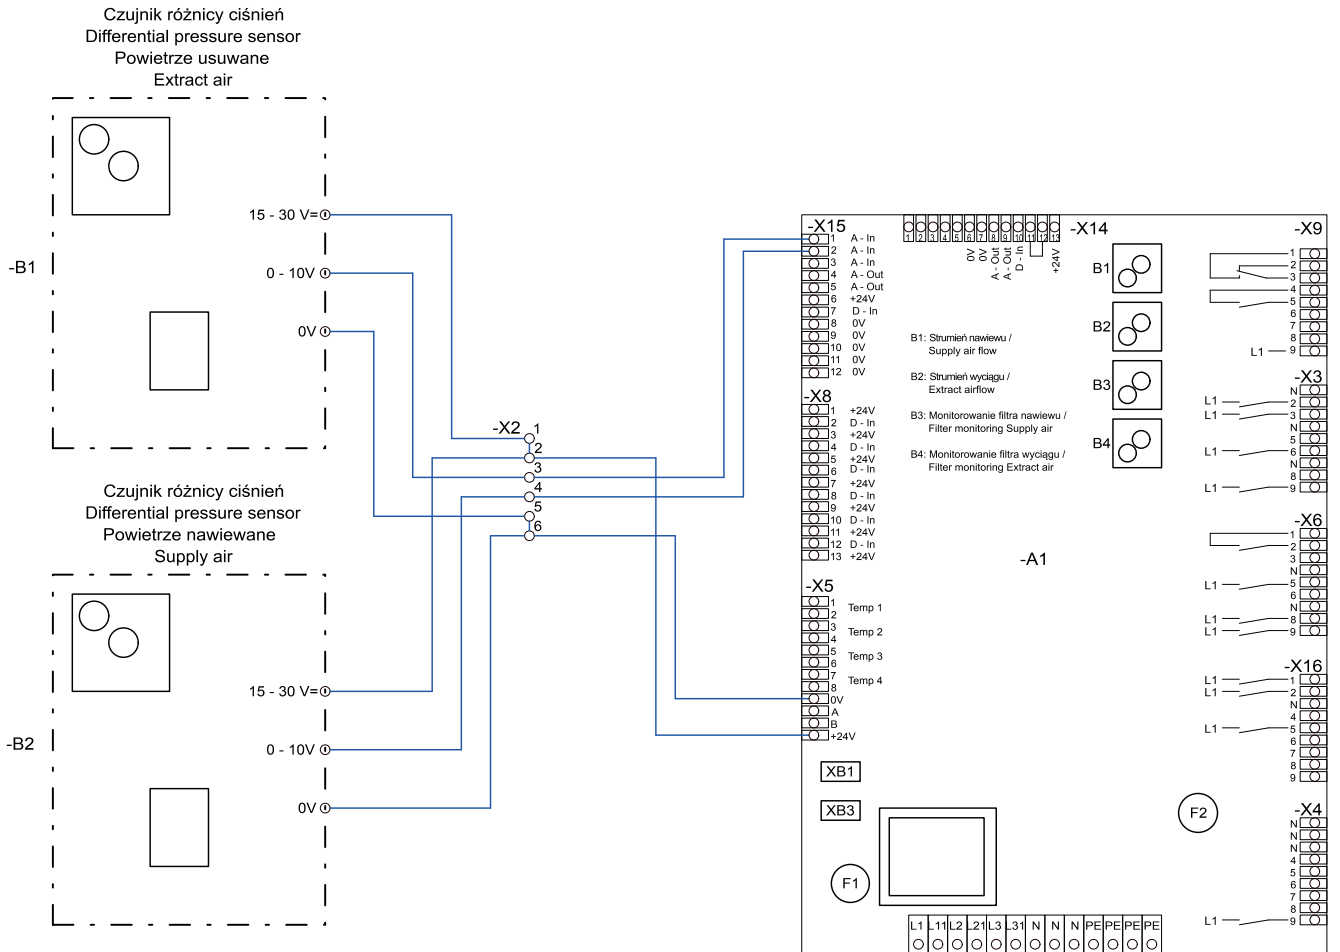 Czujnik różnicy ciśnień
Differential pressure sensor
Powietrze usuwane
Extract air
-B1
15 - 30 V=
0 - 10V
0V
Czujnik różnicy ciśnień
Differential pressure sensor
Powietrze nawiewane
Supply air
-B2
15 - 30 V=
0 - 10V
0V
-X2
1
2
3
4
5
6
-X15
1 A - In
2 A - In
3 A - In
4 A - Out
5 A - Out
6 +24V
7 D - In
8 0V
9 0V
10 0V
11 0V
12 0V
-X8
1 +24V
2 D - In
3 +24V
4 D - In
5 +24V
6 D - In
7 +24V
8 D - In
9 +24V
10 D - In
11 +24V
12 D - In
13 +24V
-X5
1
2
Temp 1
3
4
Temp 2
5
6
Temp 3
7
8
Temp 4
0V
A
B
+24V
XB1
XB3
F1
1 2 3 4 5 6 7 8 9 10 11 12 13
-X14
0V
0V
A - Out
A - Out
D - In
+24V
B1
B2
B3
B4
B1: Strumień nawiewu /
Supply air flow
B2: Strumień wyciągu /
Extract airflow
B3: Monitorowanie filtra nawiewu /
Filter monitoring Supply air
B4: Monitorowanie filtra wyciągu /
Filter monitoring Extract air
-A1
F2
-X9
1
2
3
4
5
6
7
8
L1 9
-X3
N
L1 2
L1 3
N
5
L1 6
N
8
L1 9
-X6
1
2
3
N
L1 5
6
N
L1 8
L1 9
-X16
L1 1
L1 2
N
4
L1 5
6
7
8
9
-X4
N
N
N
4
5
6
7
8
L1 9
L1 L11 L2 L21 L3 L31 N N N PE PE PE PE